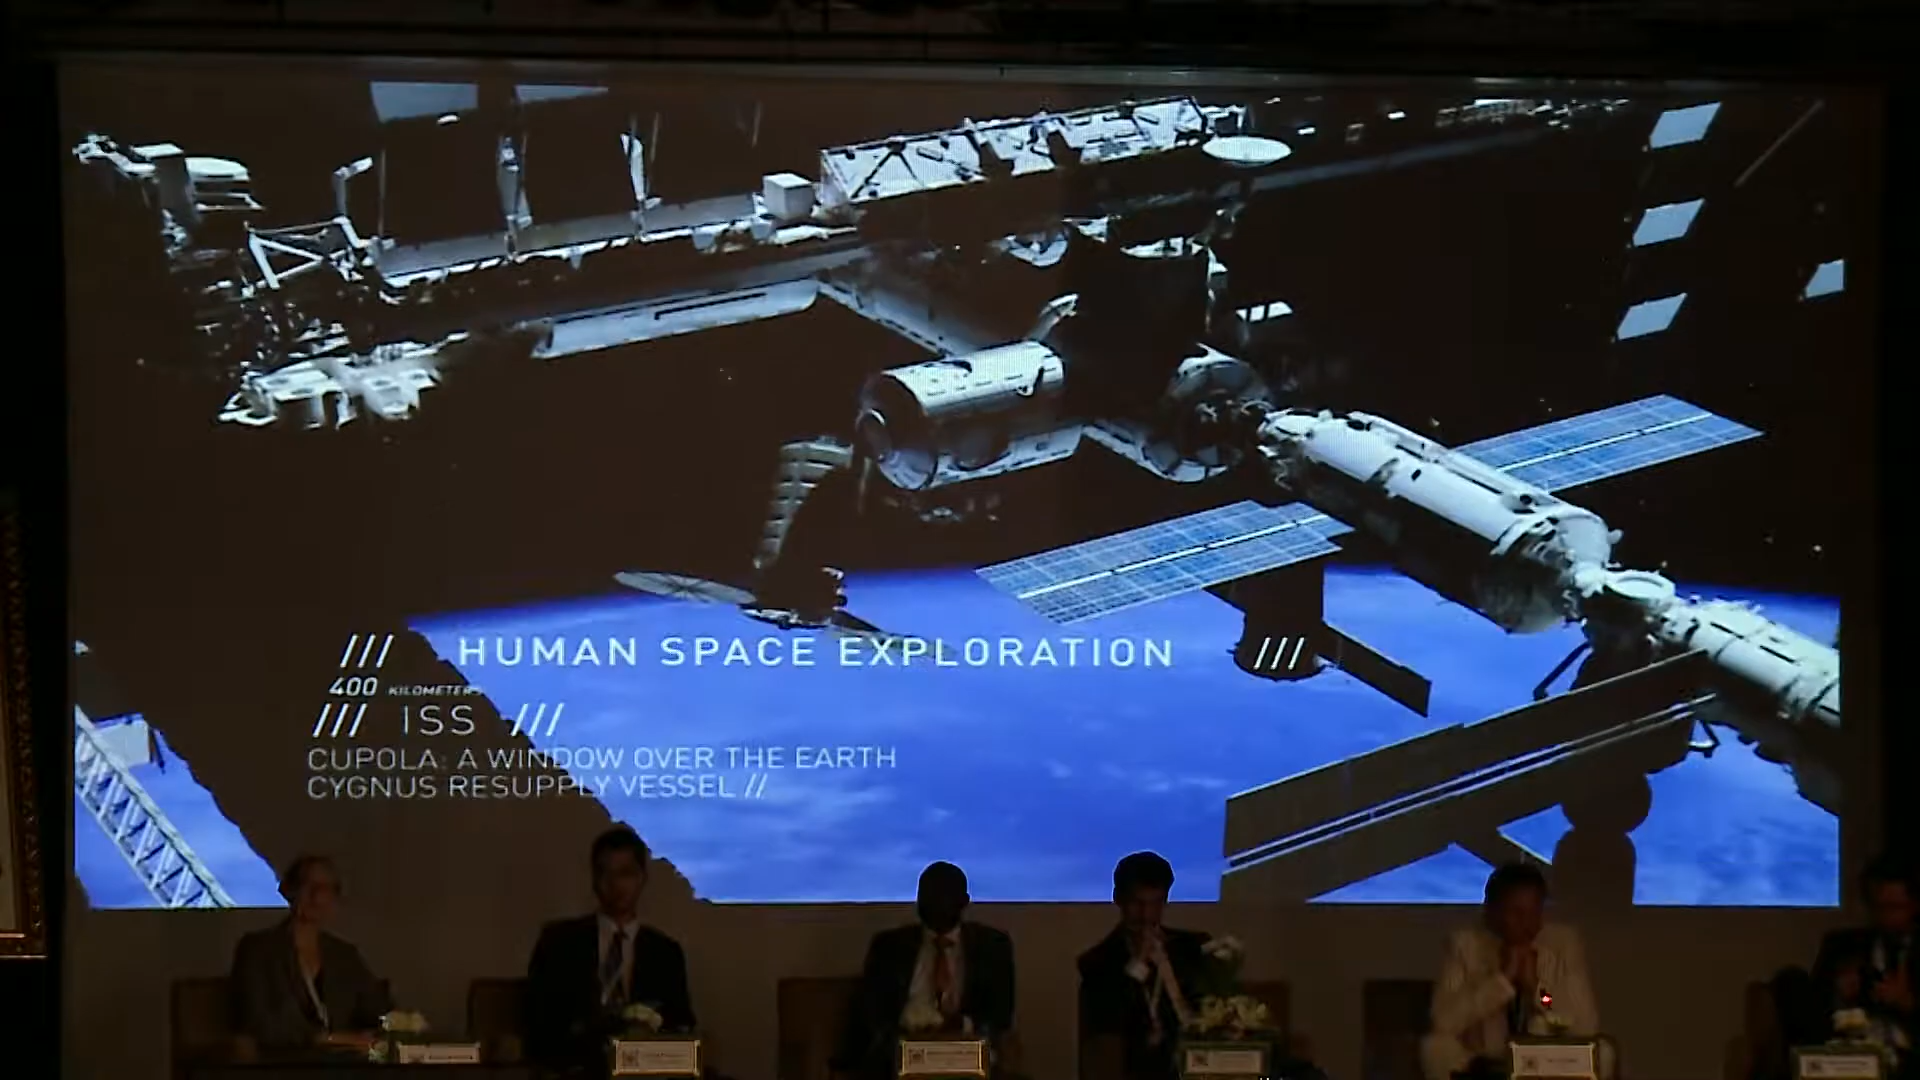 /// HUMAN SPACE EXPLORATION ///
400 KILOMETERS
/// ISS ///
CUPOLA: A WINDOW OVER THE EARTH
CYGNUS RESUPPLY VESSEL //